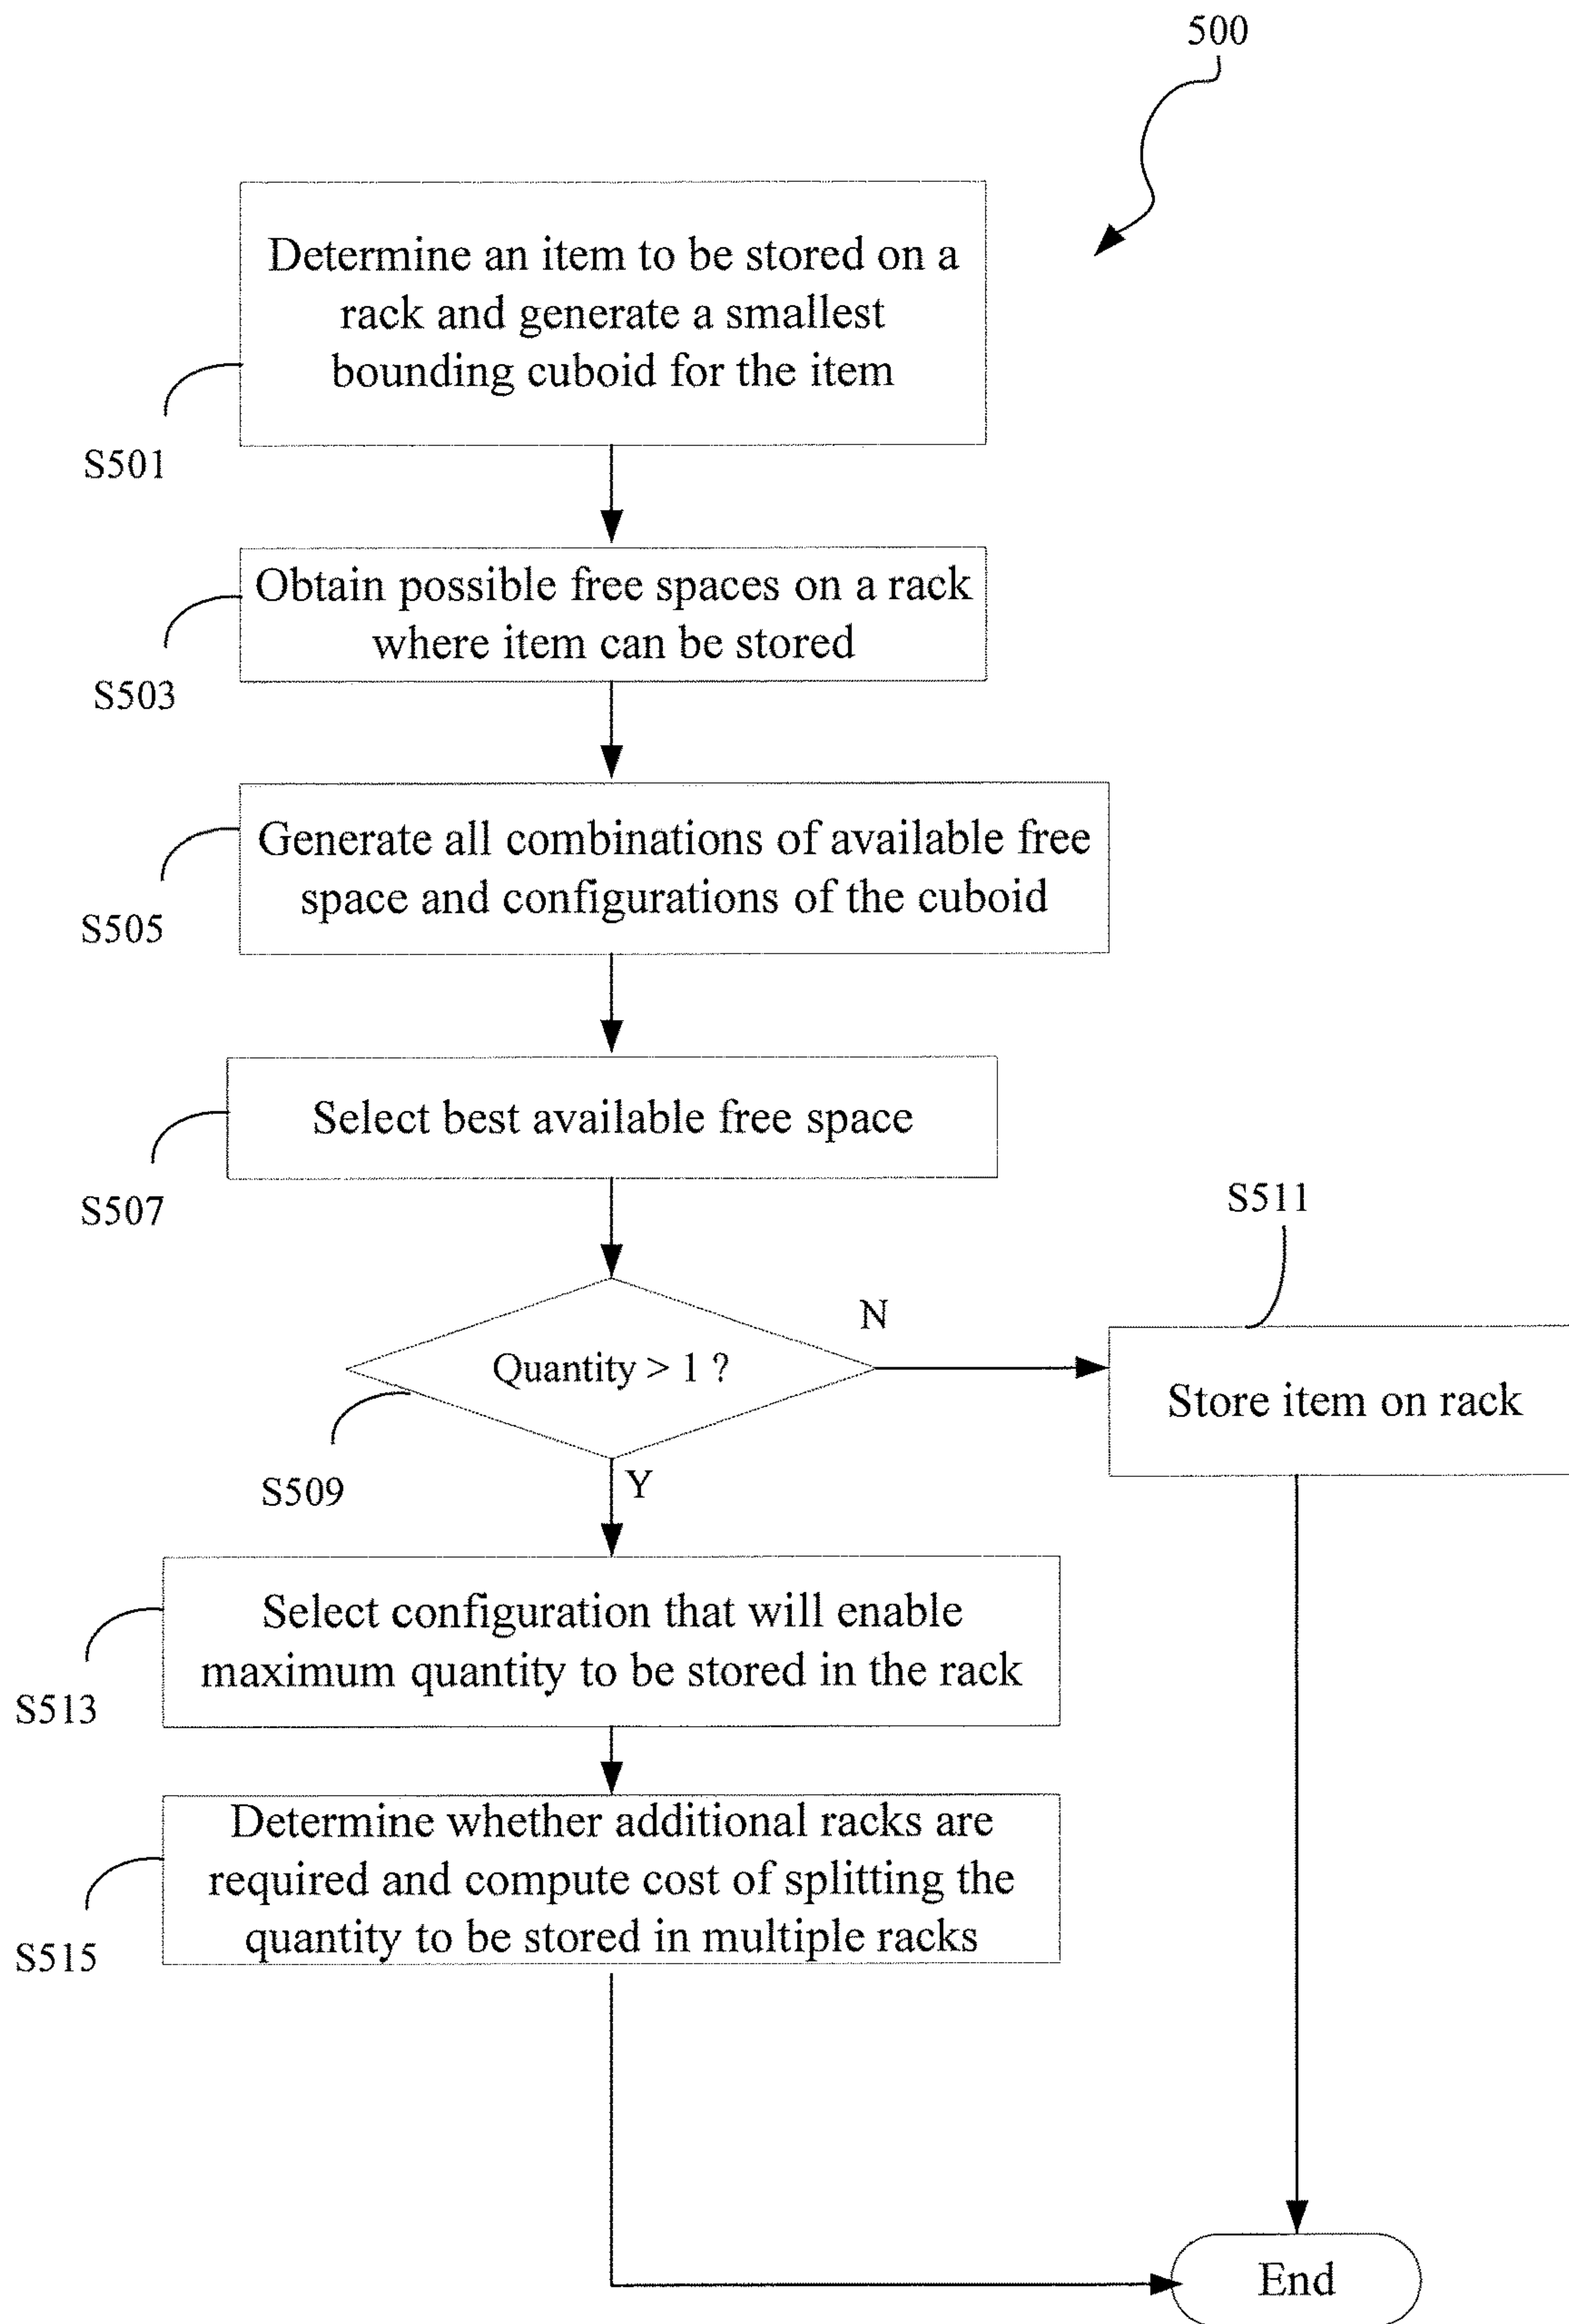 500
Determine an item to be stored on a
rack and generate a smallest
bounding cuboid for the item
S501
Obtain possible free spaces on a rack
where item can be stored
S503
Generate all combinations of available free
space and configurations of the cuboid
S505
Select best available free space
S507
S511
N
Quantity > 1 ?
Store item on rack
S509
Y
Select configuration that will enable
maximum quantity to be stored in the rack
S513
Determine whether additional racks are
required and compute cost of splitting the
quantity to be stored in multiple racks
S515
End